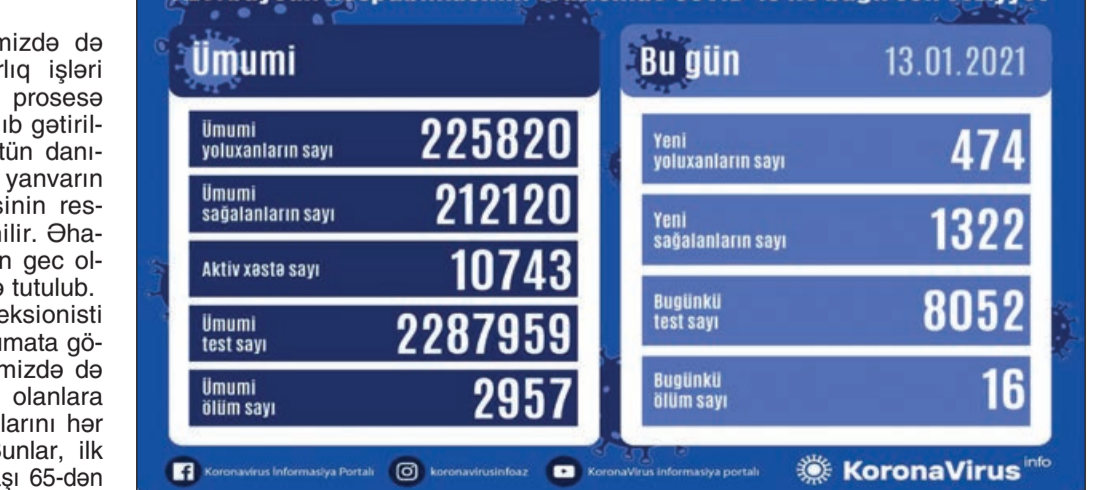 mizdə də
rlıq işləri
prosesə
ıb gətiril-
tün danı-
yanvarın
sinin res-
nilir. Əha-
n gec ol-
ə tutulub.
eksionisti
umata gö-
mizdə də
olanlara
larını hər
Bunlar, ilk
şı 65-dən
Ümumi
Ümumi
yoluxanların sayı 225820
Ümumi
sağalanların sayı 212120
Aktiv xəstə sayı 10743
Ümumi
test sayı 2287959
Ümumi
ölüm sayı 2957
Bu gün 13.01.2021
Yeni
yoluxanların sayı 474
Yeni
sağalanların sayı 1322
Bugünkü
test sayı 8052
Bugünkü
ölüm sayı 16
Koronavirus İnformasiya Portalı koronavirusinfoaz KoronaVirus informasiya portalı KoronaVirus info